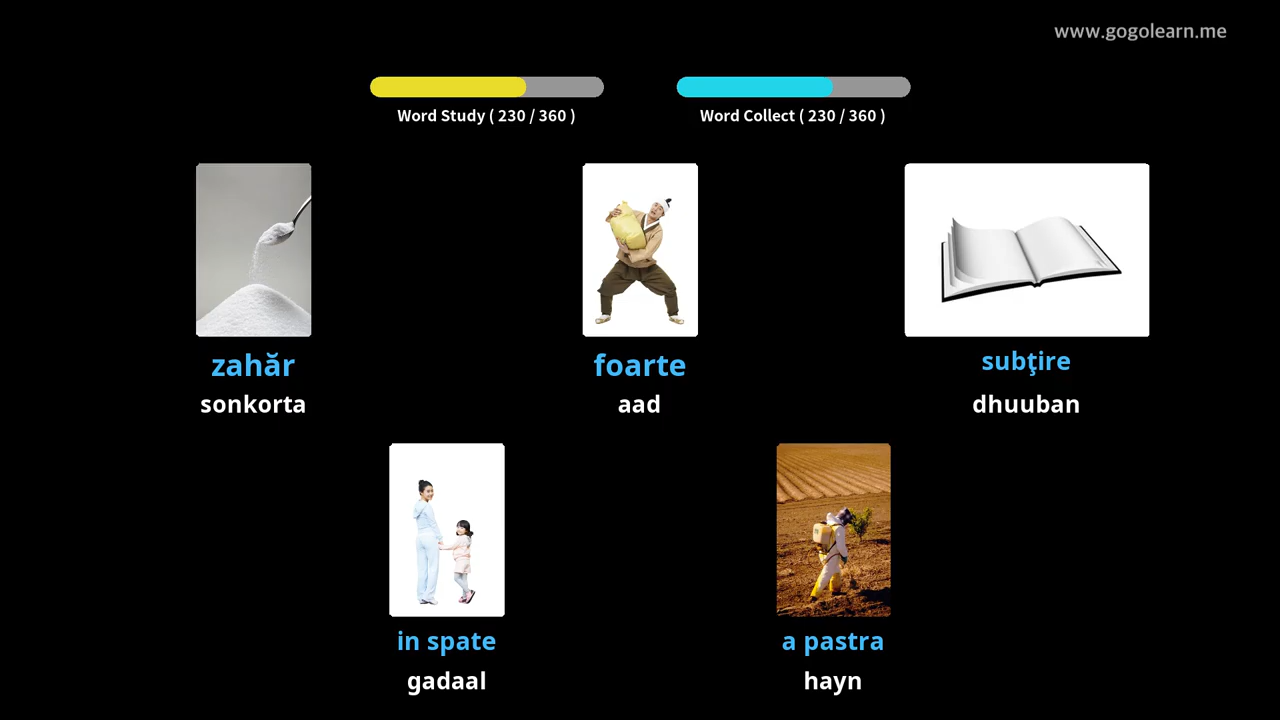 www.gogolearn.me
Word Study ( 230 / 360 )
Word Collect ( 230 / 360 )
zahăr
foarte
subţire
sonkorta
aad
dhuuban
in spate
a pastra
gadaal
hayn